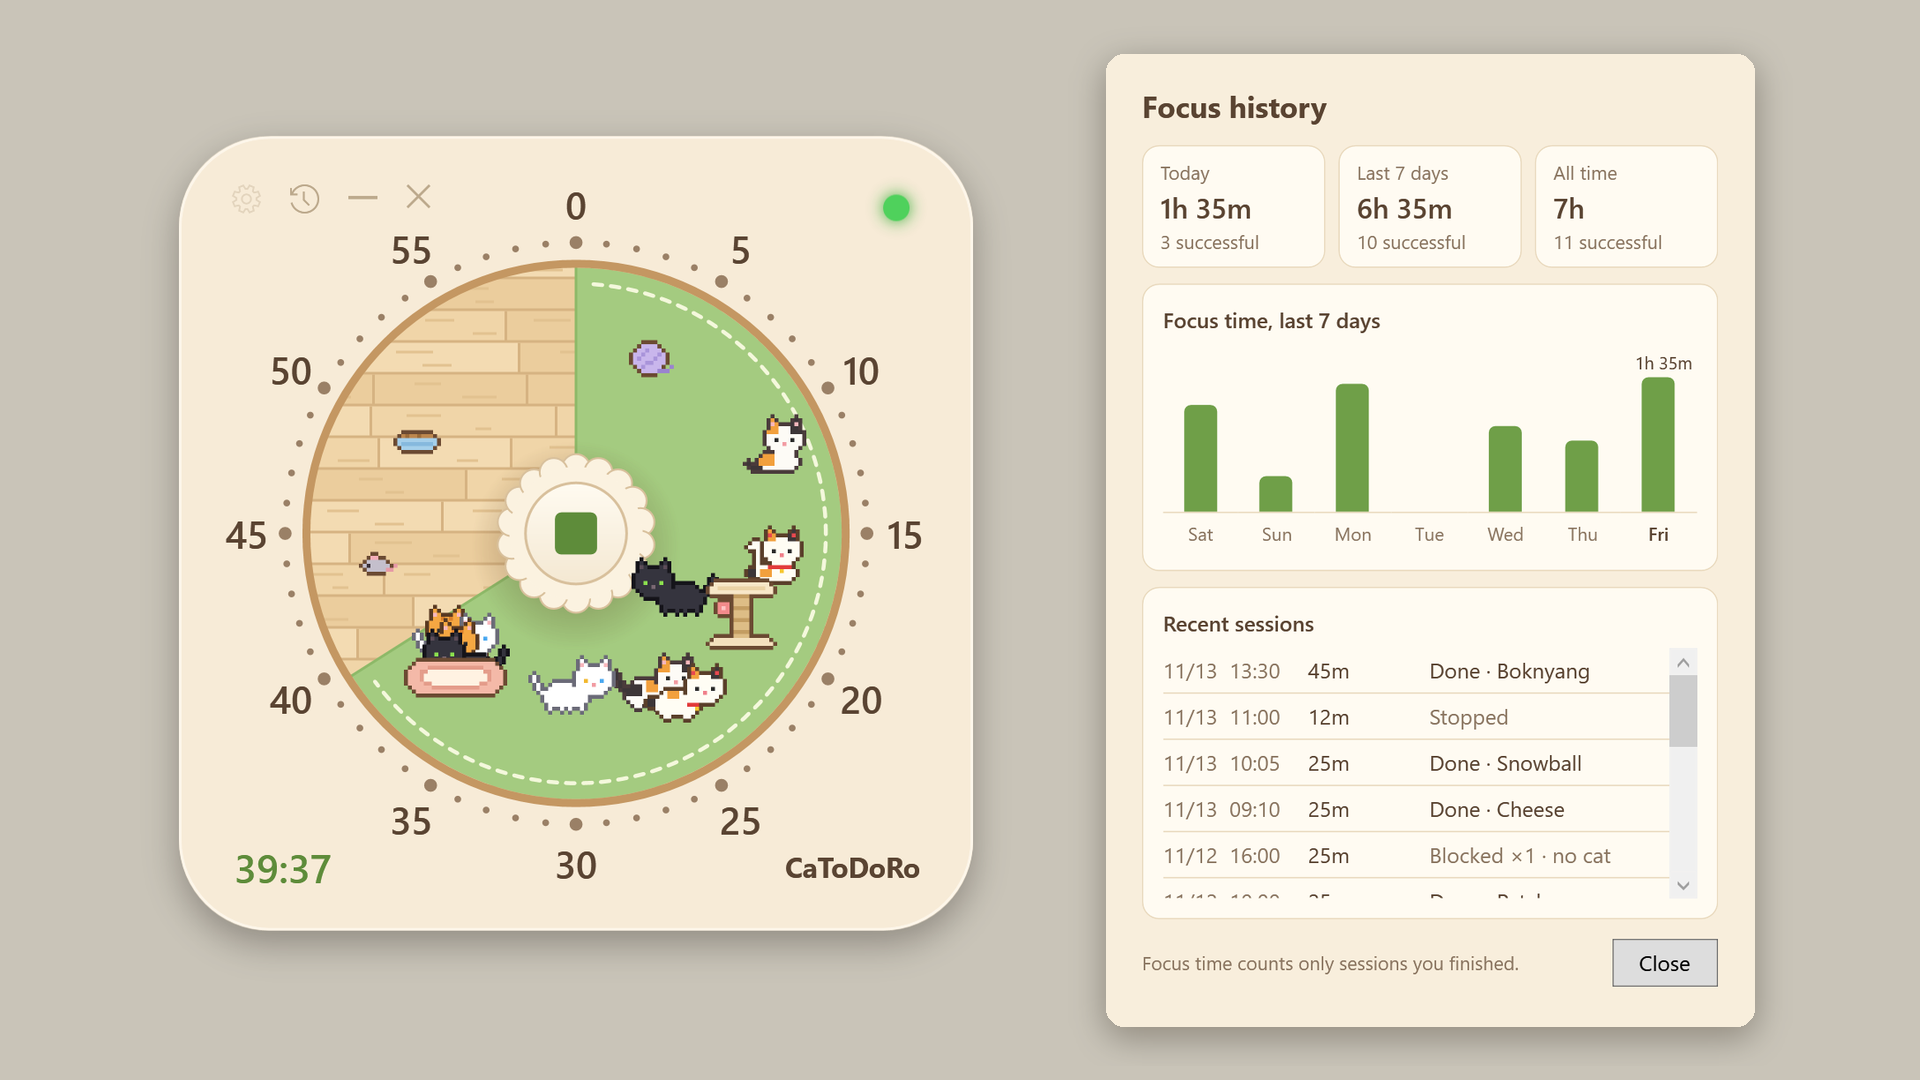 0
5
10
15
20
25
30
35
40
45
50
55
39:37
CaToDoRo
Focus history
Today
1h 35m
3 successful
Last 7 days
6h 35m
10 successful
All time
7h
11 successful
Focus time, last 7 days
1h 35m
Sat Sun Mon Tue Wed Thu Fri
Recent sessions
11/13 13:30 45m Done · Boknyang
11/13 11:00 12m Stopped
11/13 10:05 25m Done · Snowball
11/13 09:10 25m Done · Cheese
11/12 16:00 25m Blocked ×1 · no cat
Focus time counts only sessions you finished.
Close